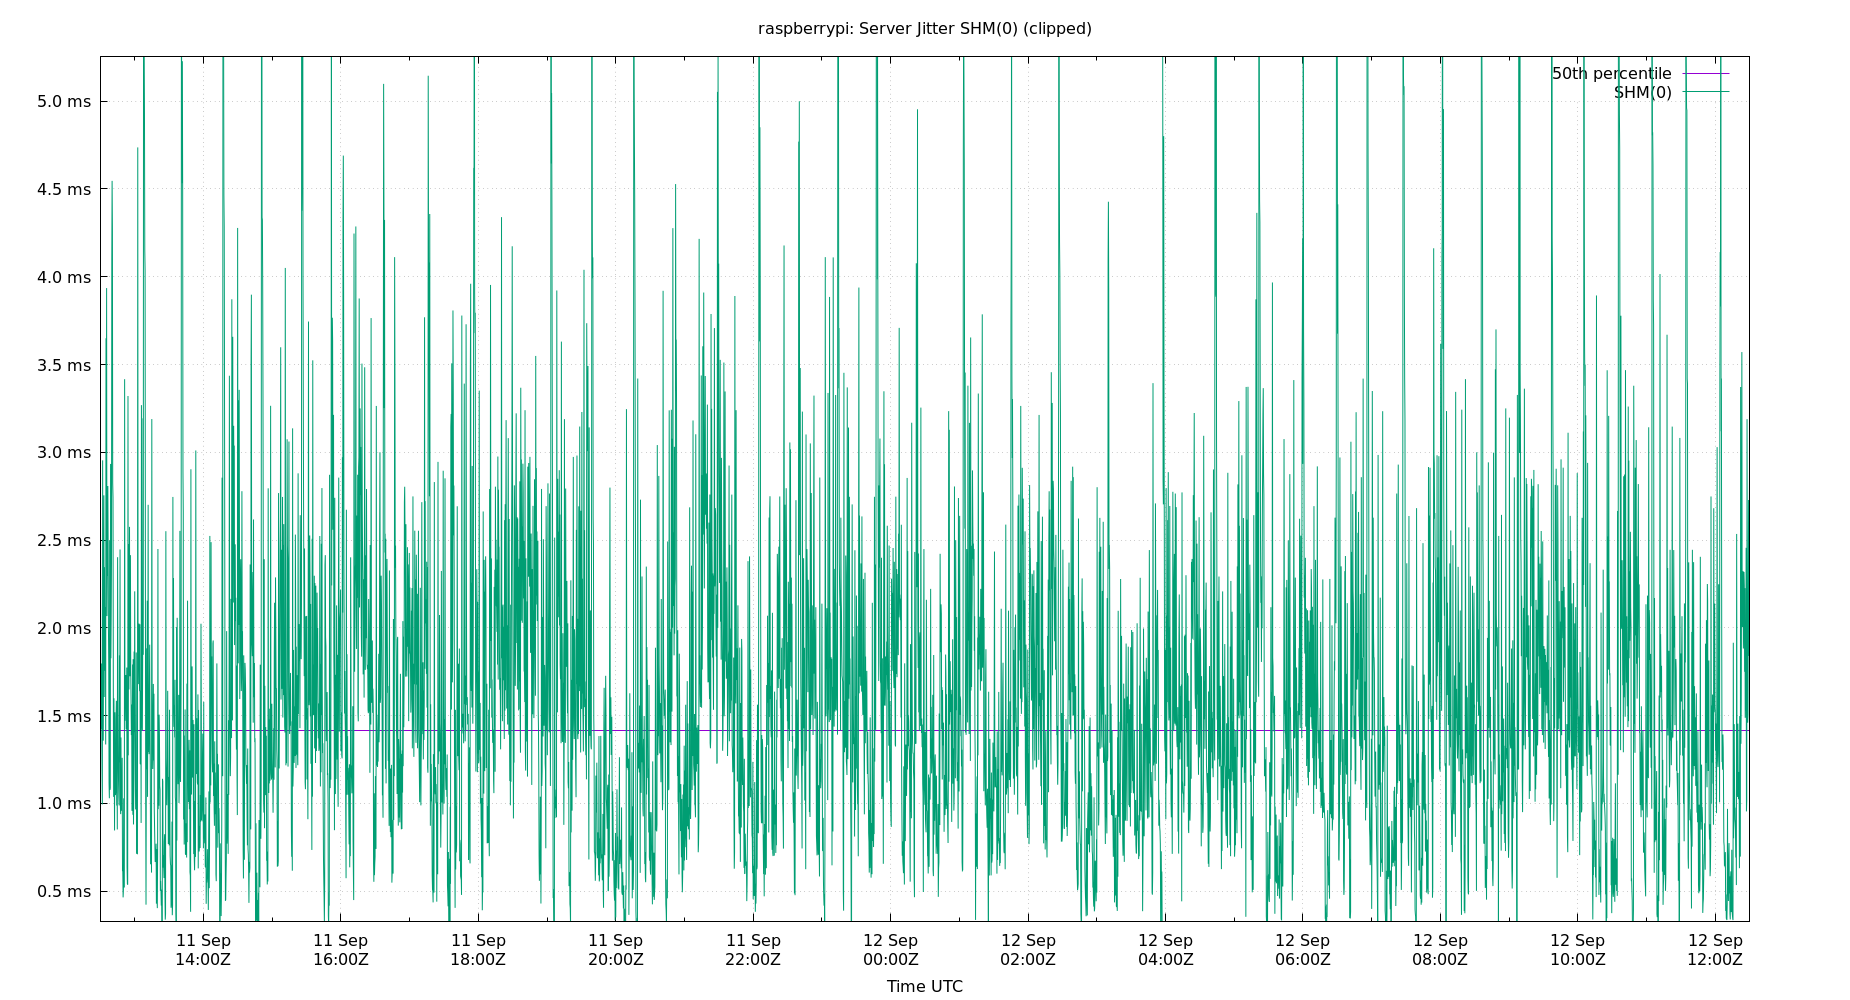 raspberrypi: Server Jitter SHM(0) (clipped)
50th percentile
SHM(0)
5.0 ms
4.5 ms
4.0 ms
3.5 ms
3.0 ms
2.5 ms
2.0 ms
1.5 ms
1.0 ms
0.5 ms
11 Sep 11 Sep 11 Sep 11 Sep 11 Sep 12 Sep 12 Sep 12 Sep 12 Sep 12 Sep 12 Sep 12 Sep
14:00Z 16:00Z 18:00Z 20:00Z 22:00Z 00:00Z 02:00Z 04:00Z 06:00Z 08:00Z 10:00Z 12:00Z
Time UTC